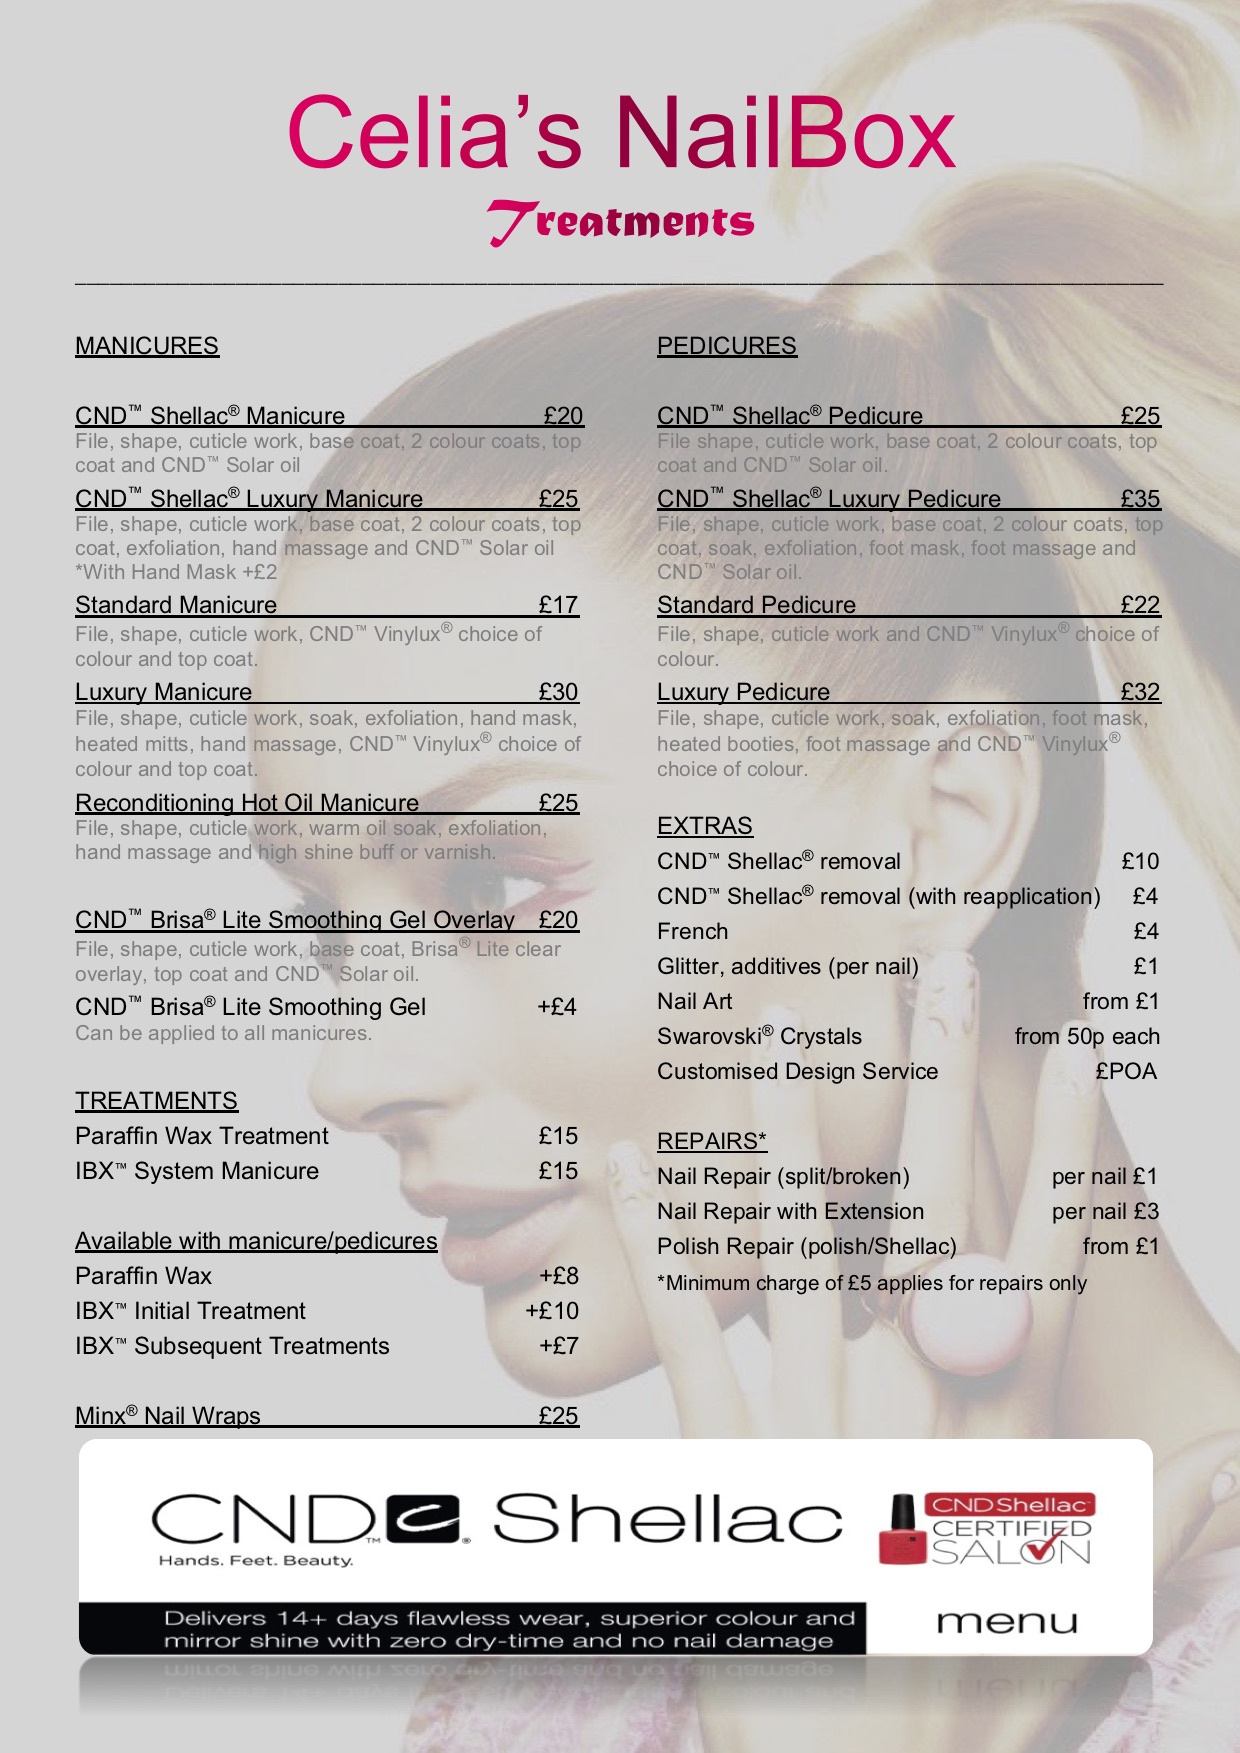 Celia's NailBox
Treatments
MANICURES
CND™ Shellac® Manicure £20
File, shape, cuticle work, base coat, 2 colour coats, top
coat and CND™ Solar oil
CND™ Shellac® Luxury Manicure £25
File, shape, cuticle work, base coat, 2 colour coats, top
coat, exfoliation, hand massage and CND™ Solar oil
*With Hand Mask +£2
Standard Manicure £17
File, shape, cuticle work, CND™ Vinylux® choice of
colour and top coat.
Luxury Manicure £30
File, shape, cuticle work, soak, exfoliation, hand mask,
heated mitts, hand massage, CND™ Vinylux® choice of
colour and top coat.
Reconditioning Hot Oil Manicure £25
File, shape, cuticle work, warm oil soak, exfoliation,
hand massage and high shine buff or varnish.
CND™ Brisa® Lite Smoothing Gel Overlay £20
File, shape, cuticle work, base coat, Brisa® Lite clear
overlay, top coat and CND™ Solar oil.
CND™ Brisa® Lite Smoothing Gel +£4
Can be applied to all manicures.
TREATMENTS
Paraffin Wax Treatment £15
IBX™ System Manicure £15
Available with manicure/pedicures
Paraffin Wax +£8
IBX™ Initial Treatment +£10
IBX™ Subsequent Treatments +£7
Minx® Nail Wraps £25
PEDICURES
CND™ Shellac® Pedicure £25
File shape, cuticle work, base coat, 2 colour coats, top
coat and CND™ Solar oil.
CND™ Shellac® Luxury Pedicure £35
File, shape, cuticle work, base coat, 2 colour coats, top
coat, soak, exfoliation, foot mask, foot massage and
CND™ Solar oil.
Standard Pedicure £22
File, shape, cuticle work and CND™ Vinylux® choice of
colour.
Luxury Pedicure £32
File, shape, cuticle work, soak, exfoliation, foot mask,
heated booties, foot massage and CND™ Vinylux®
choice of colour.
EXTRAS
CND™ Shellac® removal £10
CND™ Shellac® removal (with reapplication) £4
French £4
Glitter, additives (per nail) £1
Nail Art from £1
Swarovski® Crystals from 50p each
Customised Design Service £POA
REPAIRS*
Nail Repair (split/broken) per nail £1
Nail Repair with Extension per nail £3
Polish Repair (polish/Shellac) from £1
*Minimum charge of £5 applies for repairs only
CND™ c® Shellac
Hands. Feet. Beauty.
CND Shellac™
CERTIFIED
SALON
Delivers 14+ days flawless wear, superior colour and
mirror shine with zero dry-time and no nail damage
menu